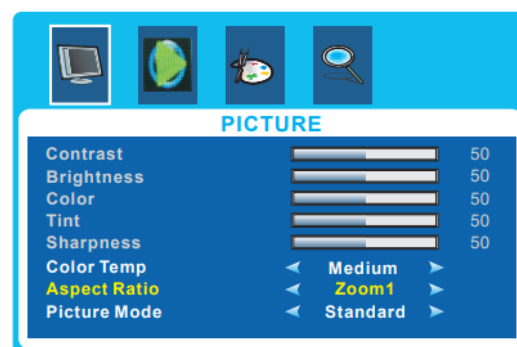 PICTURE
Contrast 50
Brightness 50
Color 50
Tint 50
Sharpness 50
Color Temp Medium
Aspect Ratio Zoom1
Picture Mode Standard